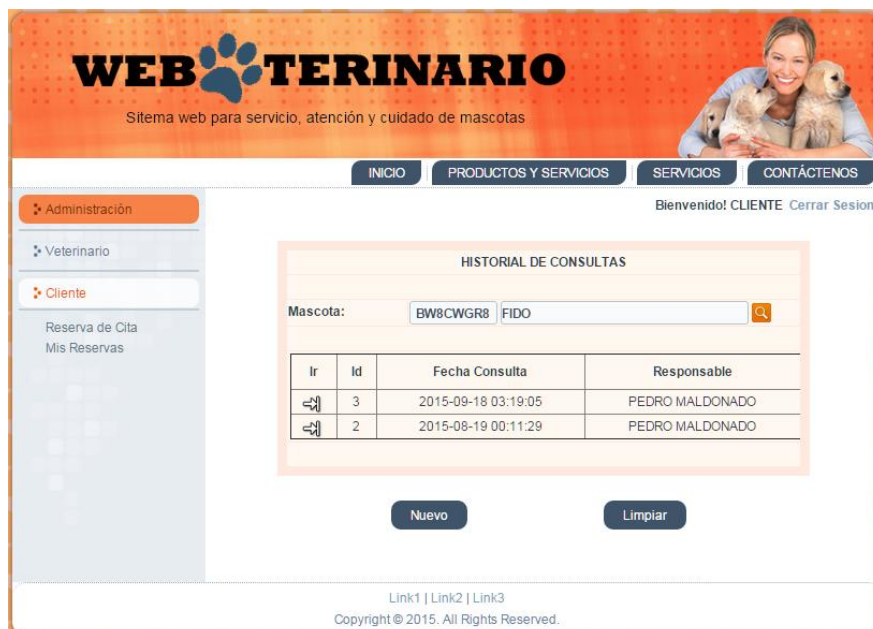 WEB TERINARIO
Sitema web para servicio, atención y cuidado de mascotas
INICIO PRODUCTOS Y SERVICIOS SERVICIOS CONTÁCTENOS
Bienvenido! CLIENTE Cerrar Sesion
Administración
Veterinario
Cliente
Reserva de Cita
Mis Reservas
HISTORIAL DE CONSULTAS
Mascota: BW8CWGR8 FIDO
Ir Id Fecha Consulta Responsable
3 2015-09-18 03:19:05 PEDRO MALDONADO
2 2015-08-19 00:11:29 PEDRO MALDONADO
Nuevo Limpiar
Link1 | Link2 | Link3
Copyright © 2015. All Rights Reserved.